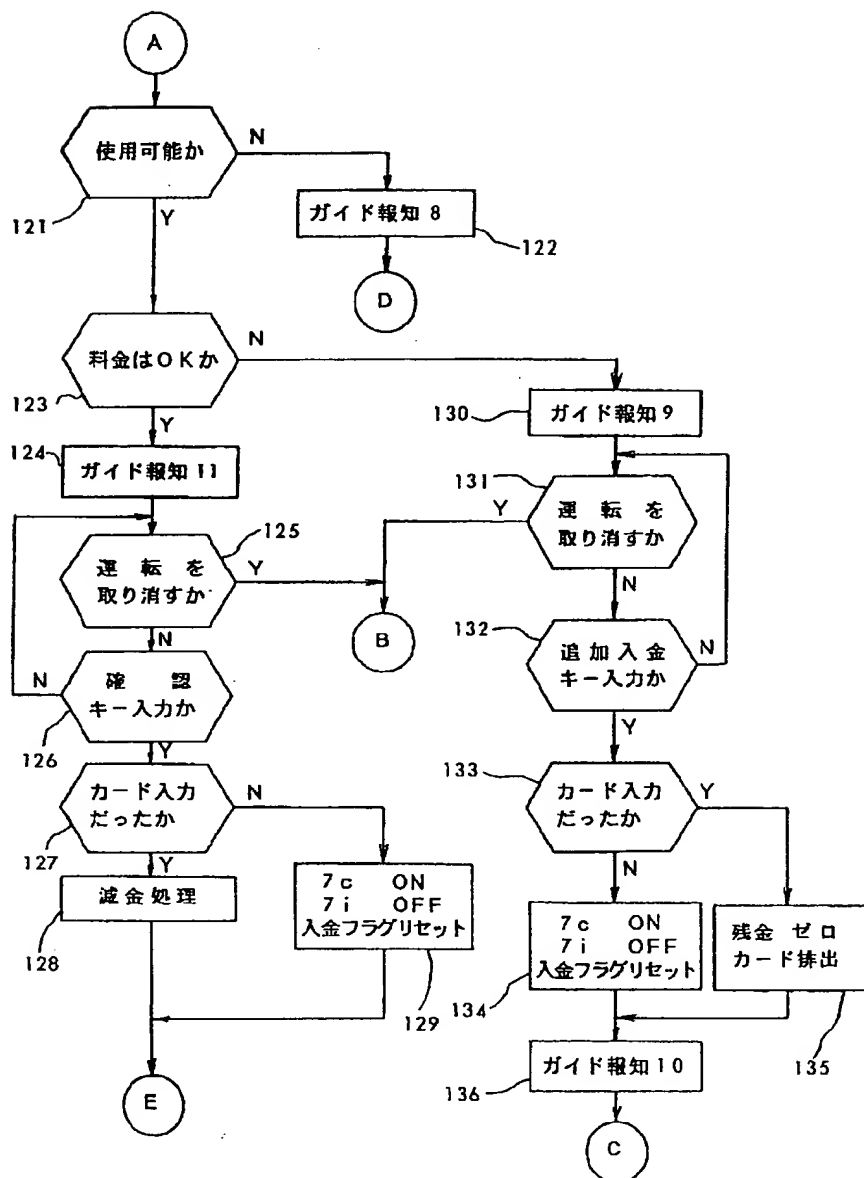 A
使用可能か
N
Y
121
ガイド報知８
122
D
料金はＯＫか
N
Y
123
124
ガイド報知１１
運転を
取り消すか
125
Y
N
確認
キー入力か
N
Y
126
カード入力
だったか
N
Y
127
減金処理
128
７ｃ ＯＮ
７ｉ ＯＦＦ
入金フラグリセット
129
E
130
ガイド報知９
131
運転を
取り消すか
Y
N
B
132
追加入金
キー入力か
N
Y
133
カード入力
だったか
Y
N
７ｃ ＯＮ
７ｉ ＯＦＦ
入金フラグリセット
134
残金 ゼロ
カード排出
135
ガイド報知１０
136
C